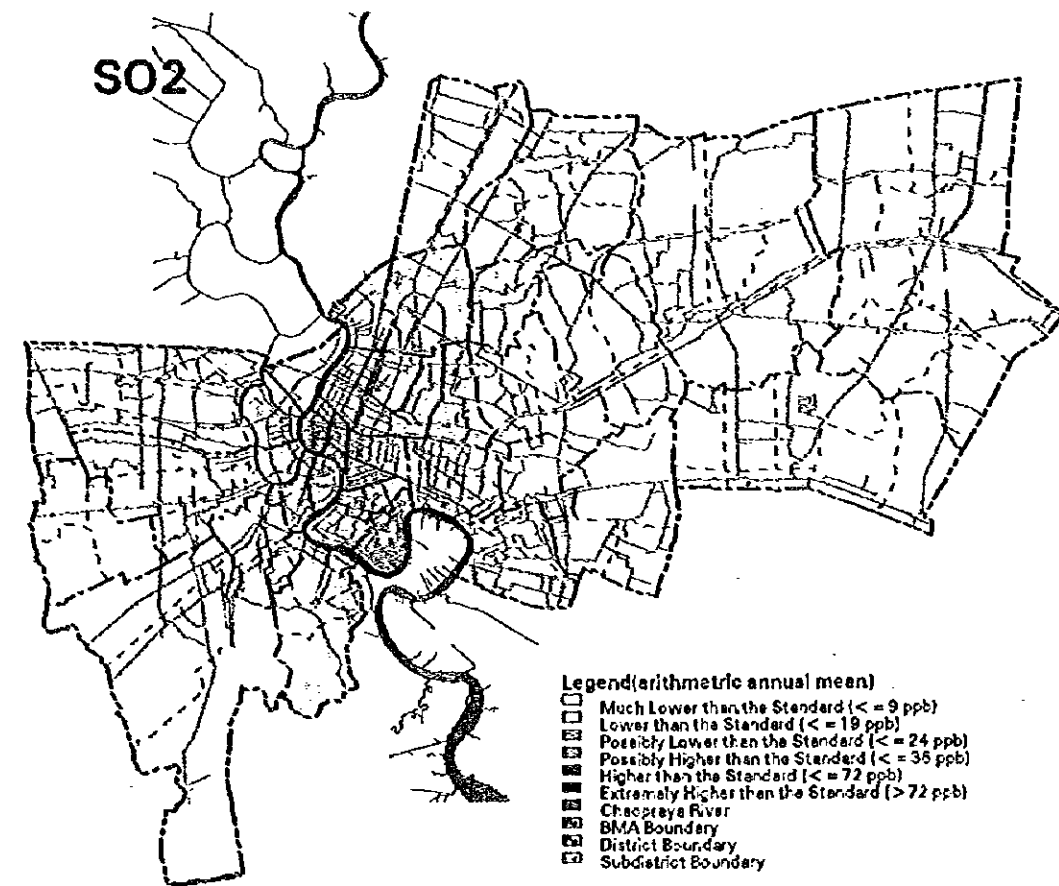 SO2
Legend(arithmetric annual mean)
Much Lower than the Standard (< = 9 ppb)
Lower than the Standard (< = 19 ppb)
Possibly Lower than the Standard (< = 24 ppb)
Possibly Higher than the Standard (< = 36 ppb)
Higher than the Standard (< = 72 ppb)
Extremely Higher than the Standard (> 72 ppb)
Chaopraya River
BMA Boundary
District Boundary
Subdistrict Boundary